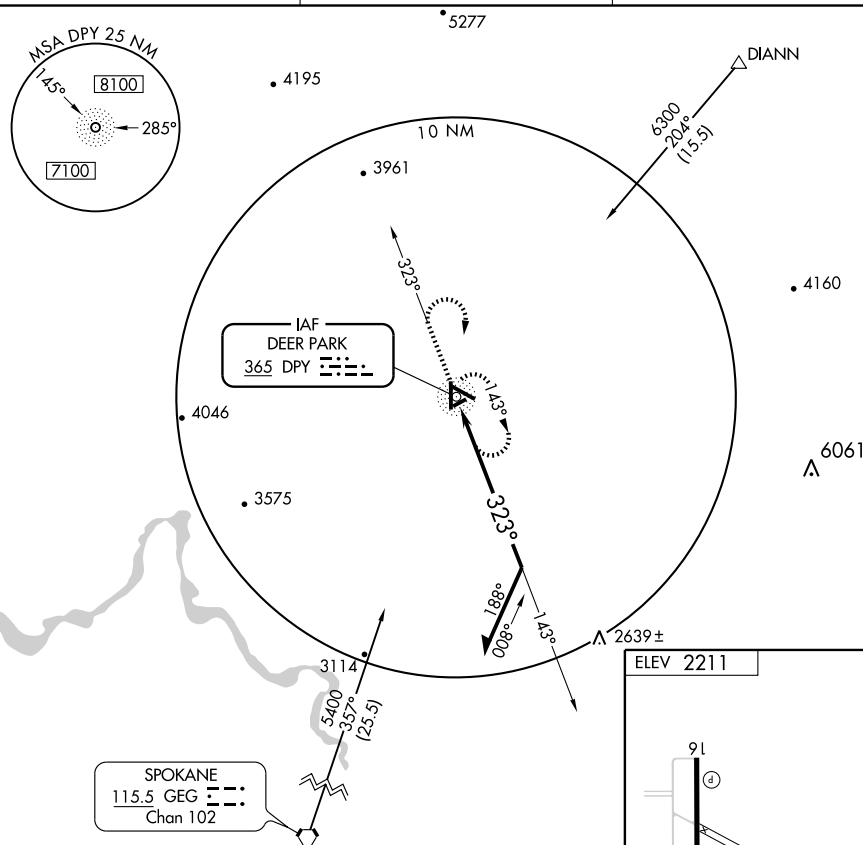 5277
MSA DPY 25 NM
145°
8100
285°
7100
4195
DIANN
6300
204°
(15.5)
10 NM
3961
4160
323°
IAF
DEER PARK
365 DPY
143°
4046
6061
3575
323°
188°
008°
143°
2639±
3114
5400
357°
(25.5)
ELEV 2211
16
P
SPOKANE
115.5 GEG
Chan 102